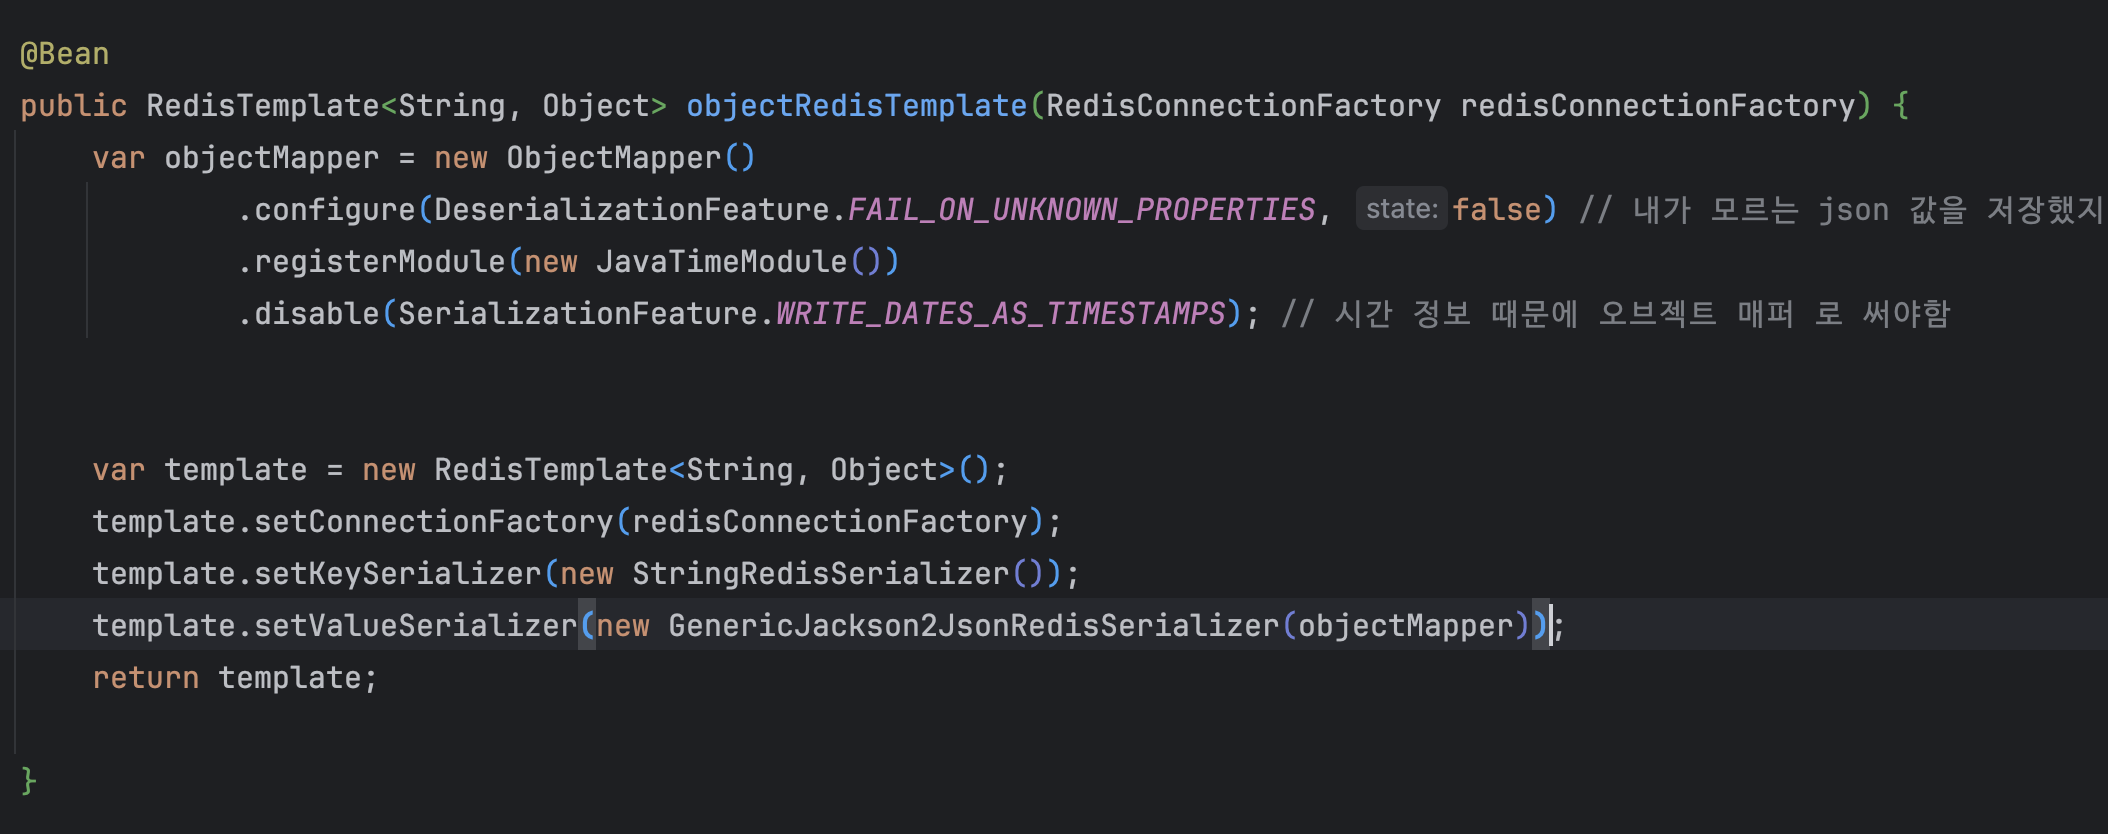 @Bean
public RedisTemplate<String, Object> objectRedisTemplate(RedisConnectionFactory redisConnectionFactory) {
var objectMapper = new ObjectMapper()
.configure(DeserializationFeature.FAIL_ON_UNKNOWN_PROPERTIES, state: false) // 내가 모르는 json 값을 저장했지
.registerModule(new JavaTimeModule())
.disable(SerializationFeature.WRITE_DATES_AS_TIMESTAMPS); // 시간 정보 때문에 오브젝트 매퍼 로 써야함
var template = new RedisTemplate<String, Object>();
template.setConnectionFactory(redisConnectionFactory);
template.setKeySerializer(new StringRedisSerializer());
template.setValueSerializer(new GenericJackson2JsonRedisSerializer(objectMapper));
return template;
}